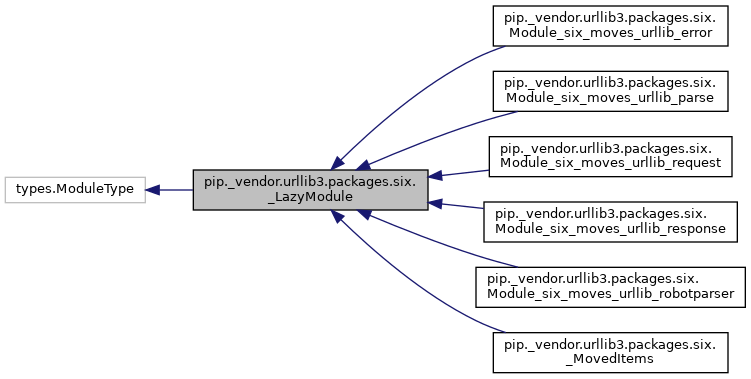 pip._vendor.urllib3.packages.six.
Module_six_moves_urllib_error
pip._vendor.urllib3.packages.six.
Module_six_moves_urllib_parse
pip._vendor.urllib3.packages.six.
Module_six_moves_urllib_request
types.ModuleType
pip._vendor.urllib3.packages.six.
_LazyModule
pip._vendor.urllib3.packages.six.
Module_six_moves_urllib_response
pip._vendor.urllib3.packages.six.
Module_six_moves_urllib_robotparser
pip._vendor.urllib3.packages.six.
_MovedItems